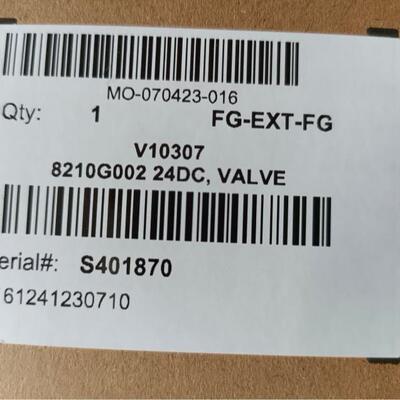 MO-070423-016
Qty: 1 FG-EXT-FG
V10307
8210G002 24DC, VALVE
erial#: S401870
61241230710